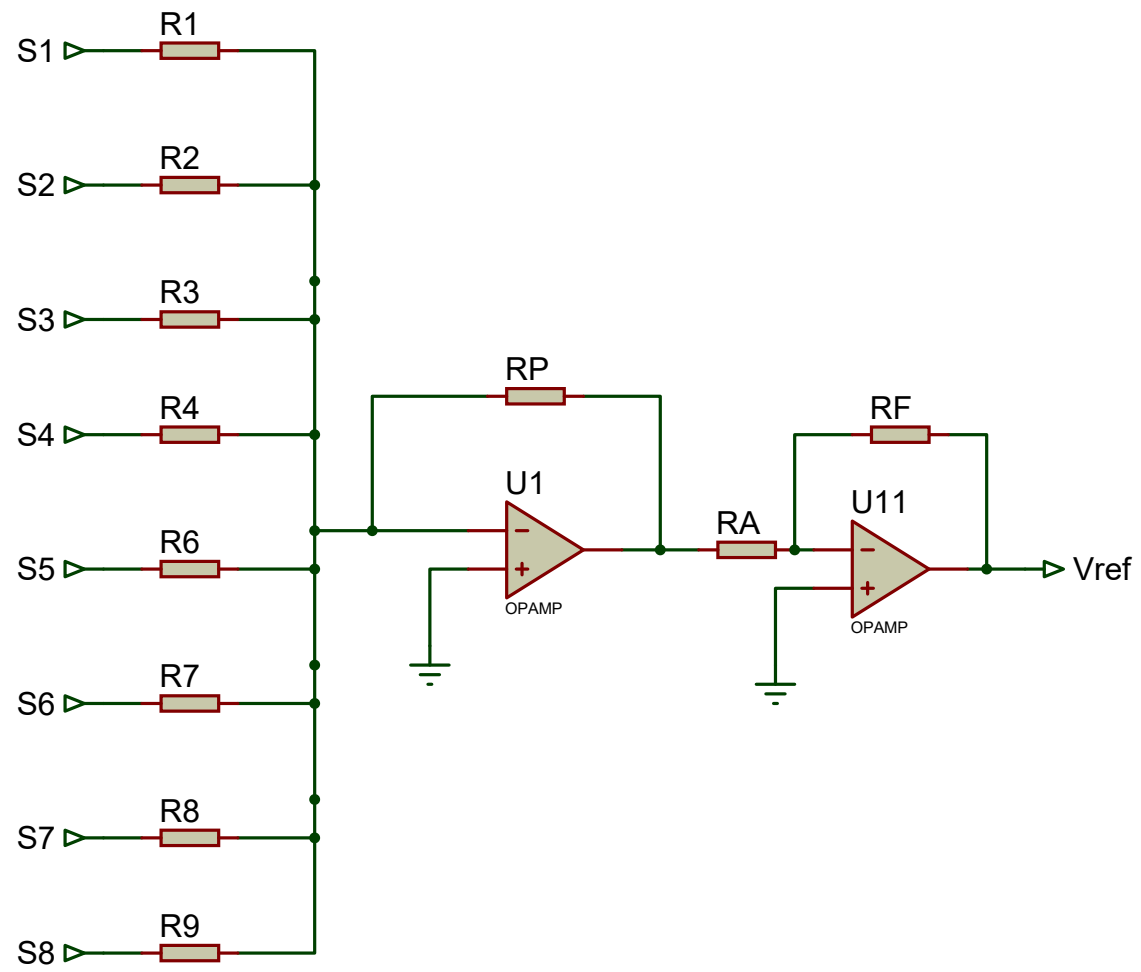 R1
S1
R2
S2
R3
S3
RP
R4
S4
RF
U1
U11
−
RA
−
R6
S5
+
Vref
+
OPAMP
OPAMP
R7
S6
R8
S7
R9
S8